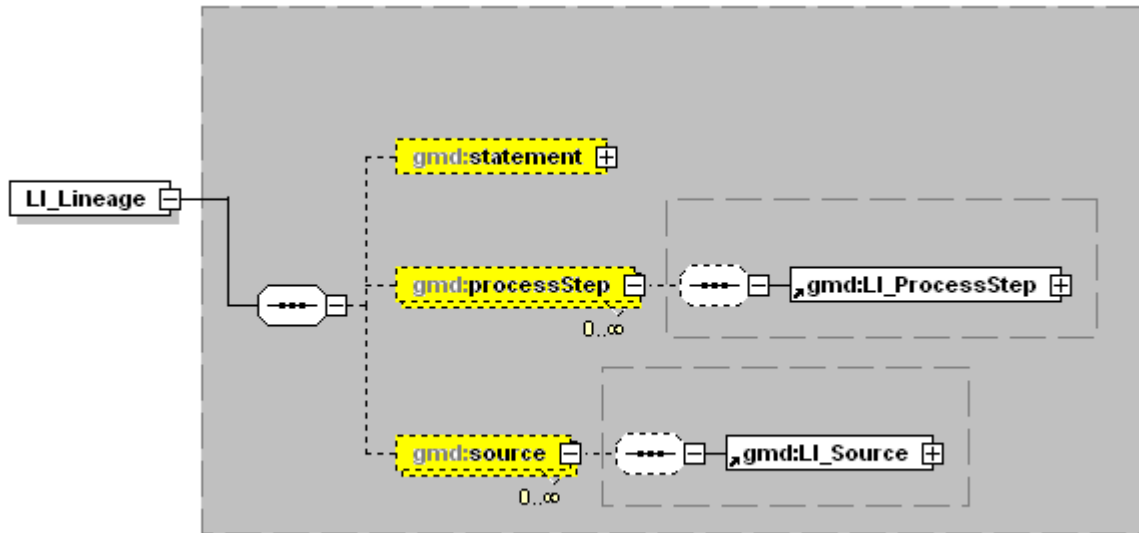 gmd:statement
LI_Lineage
gmd:processStep
gmd:LI_ProcessStep
0..∞
gmd:source
gmd:LI_Source
0..∞